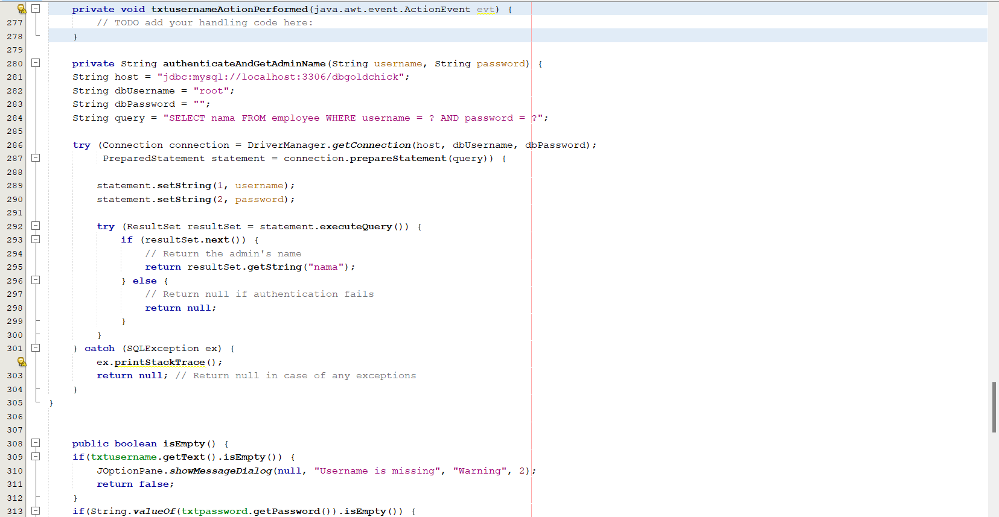 private void txtusernameActionPerformed(java.awt.event.ActionEvent evt) {
277 // TODO add your handling code here:
278 }
279
280 private String authenticateAndGetAdminName(String username, String password) {
281 String host = "jdbc:mysql://localhost:3306/dbgoldchick";
282 String dbUsername = "root";
283 String dbPassword = "";
284 String query = "SELECT nama FROM employee WHERE username = ? AND password = ?";
285
286 try (Connection connection = DriverManager.getConnection(host, dbUsername, dbPassword);
287 PreparedStatement statement = connection.prepareStatement(query)) {
288
289 statement.setString(1, username);
290 statement.setString(2, password);
291
292 try (ResultSet resultSet = statement.executeQuery()) {
293 if (resultSet.next()) {
294 // Return the admin's name
295 return resultSet.getString("nama");
296 } else {
297 // Return null if authentication fails
298 return null;
299 }
300 }
301 } catch (SQLException ex) {
ex.printStackTrace();
303 return null; // Return null in case of any exceptions
304 }
305 }
306
307
308 public boolean isEmpty() {
309 if(txtusername.getText().isEmpty()) {
310 JOptionPane.showMessageDialog(null, "Username is missing", "Warning", 2);
311 return false;
312 }
313 if(String.valueOf(txtpassword.getPassword()).isEmpty()) {